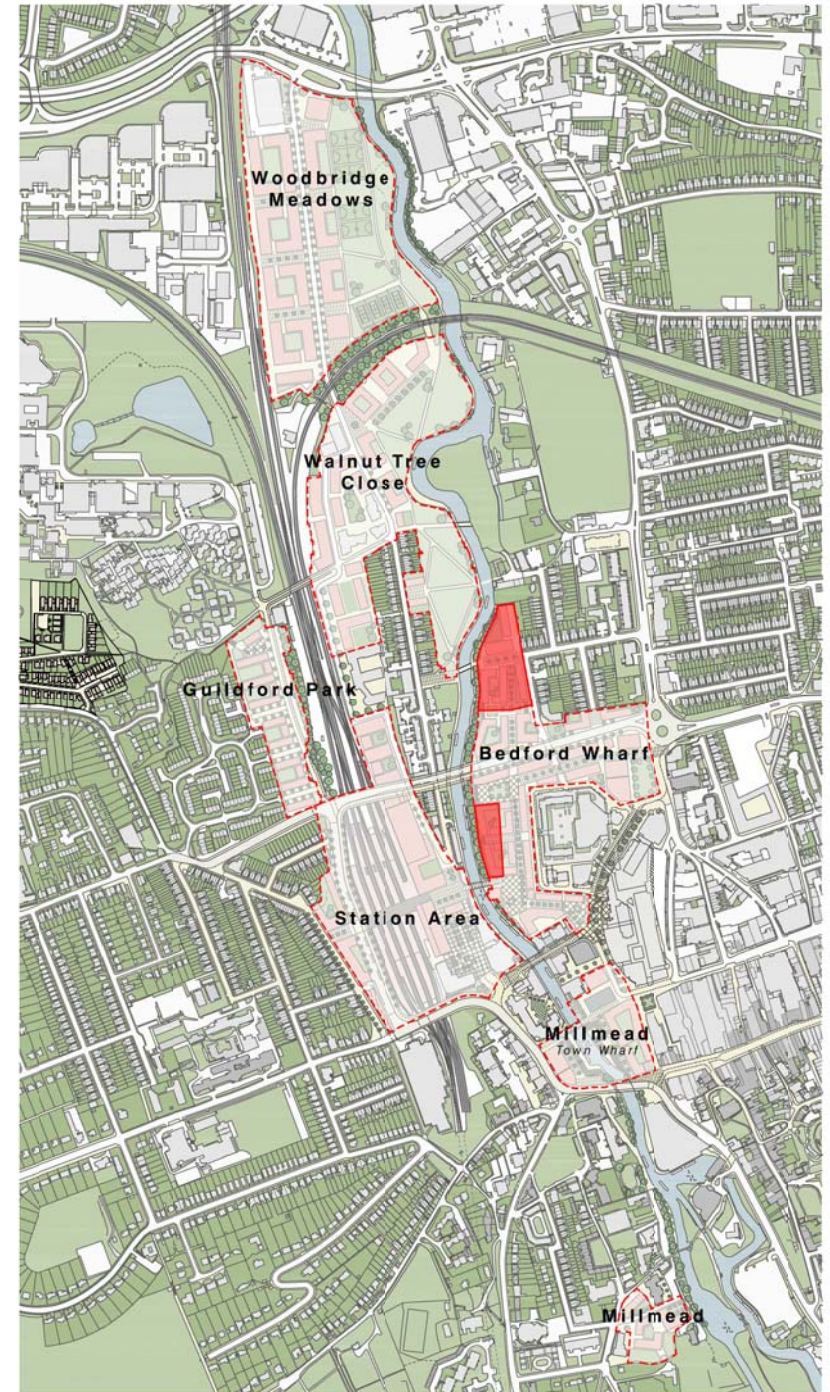 Woodbridge
Meadows
Walnut Tree
Close
Guildford Park
Bedford Wharf
Station Area
Millmead
Town Wharf
Millmead